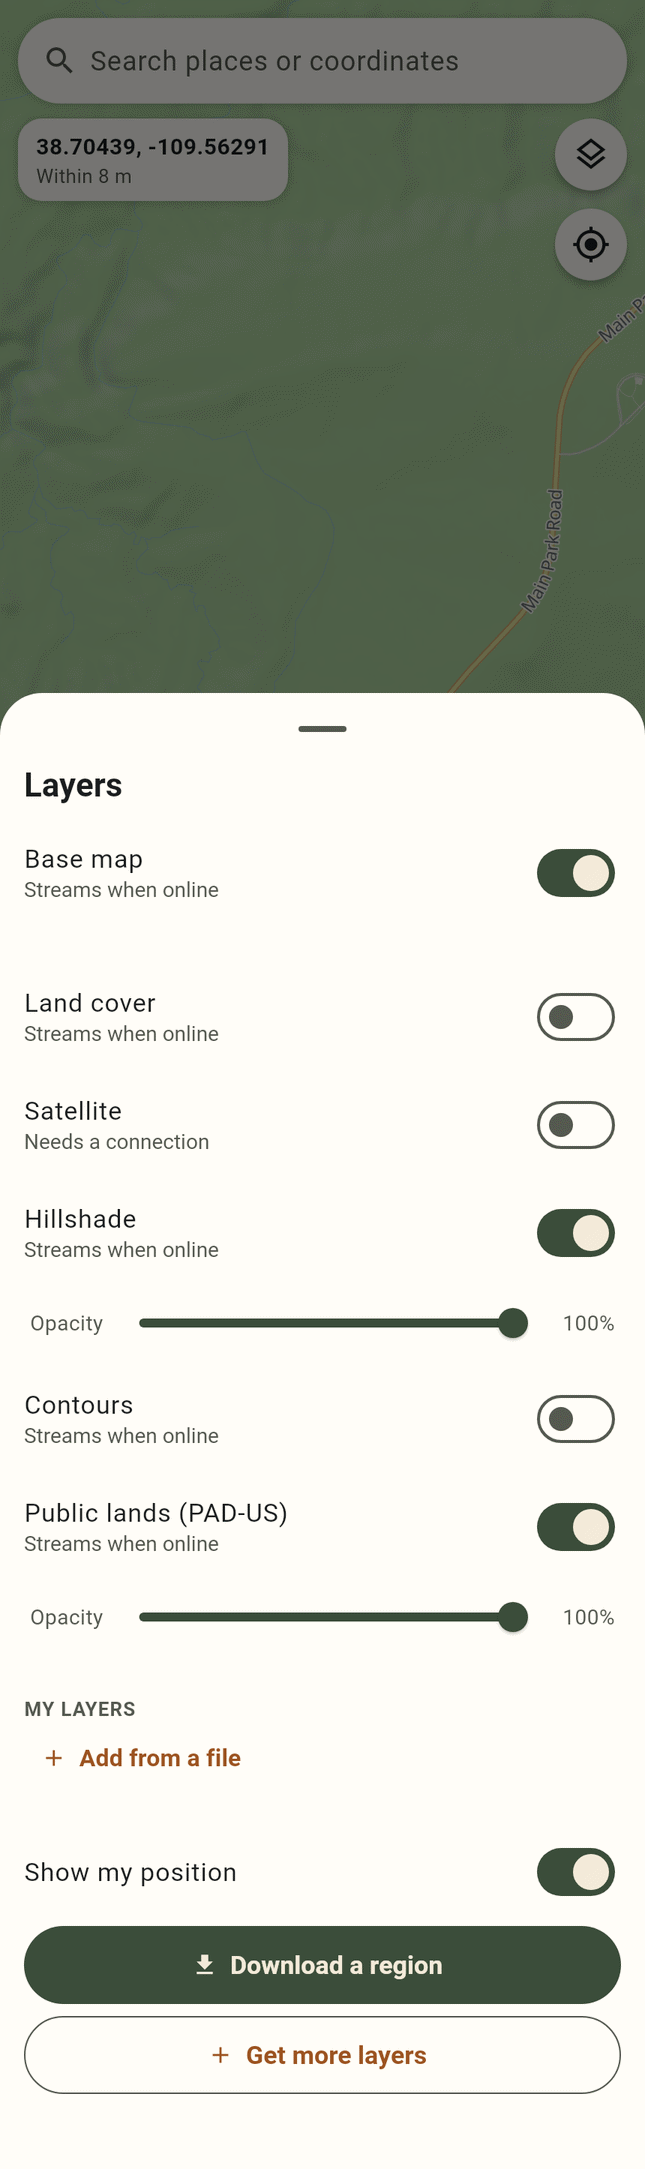 Search places or coordinates
38.70439, -109.56291
Within 8 m
Main Pa
Main Park Road
Layers
Base map
Streams when online
Land cover
Streams when online
Satellite
Needs a connection
Hillshade
Streams when online
Opacity 100%
Contours
Streams when online
Public lands (PAD-US)
Streams when online
Opacity 100%
MY LAYERS
+ Add from a file
Show my position
Download a region
+ Get more layers